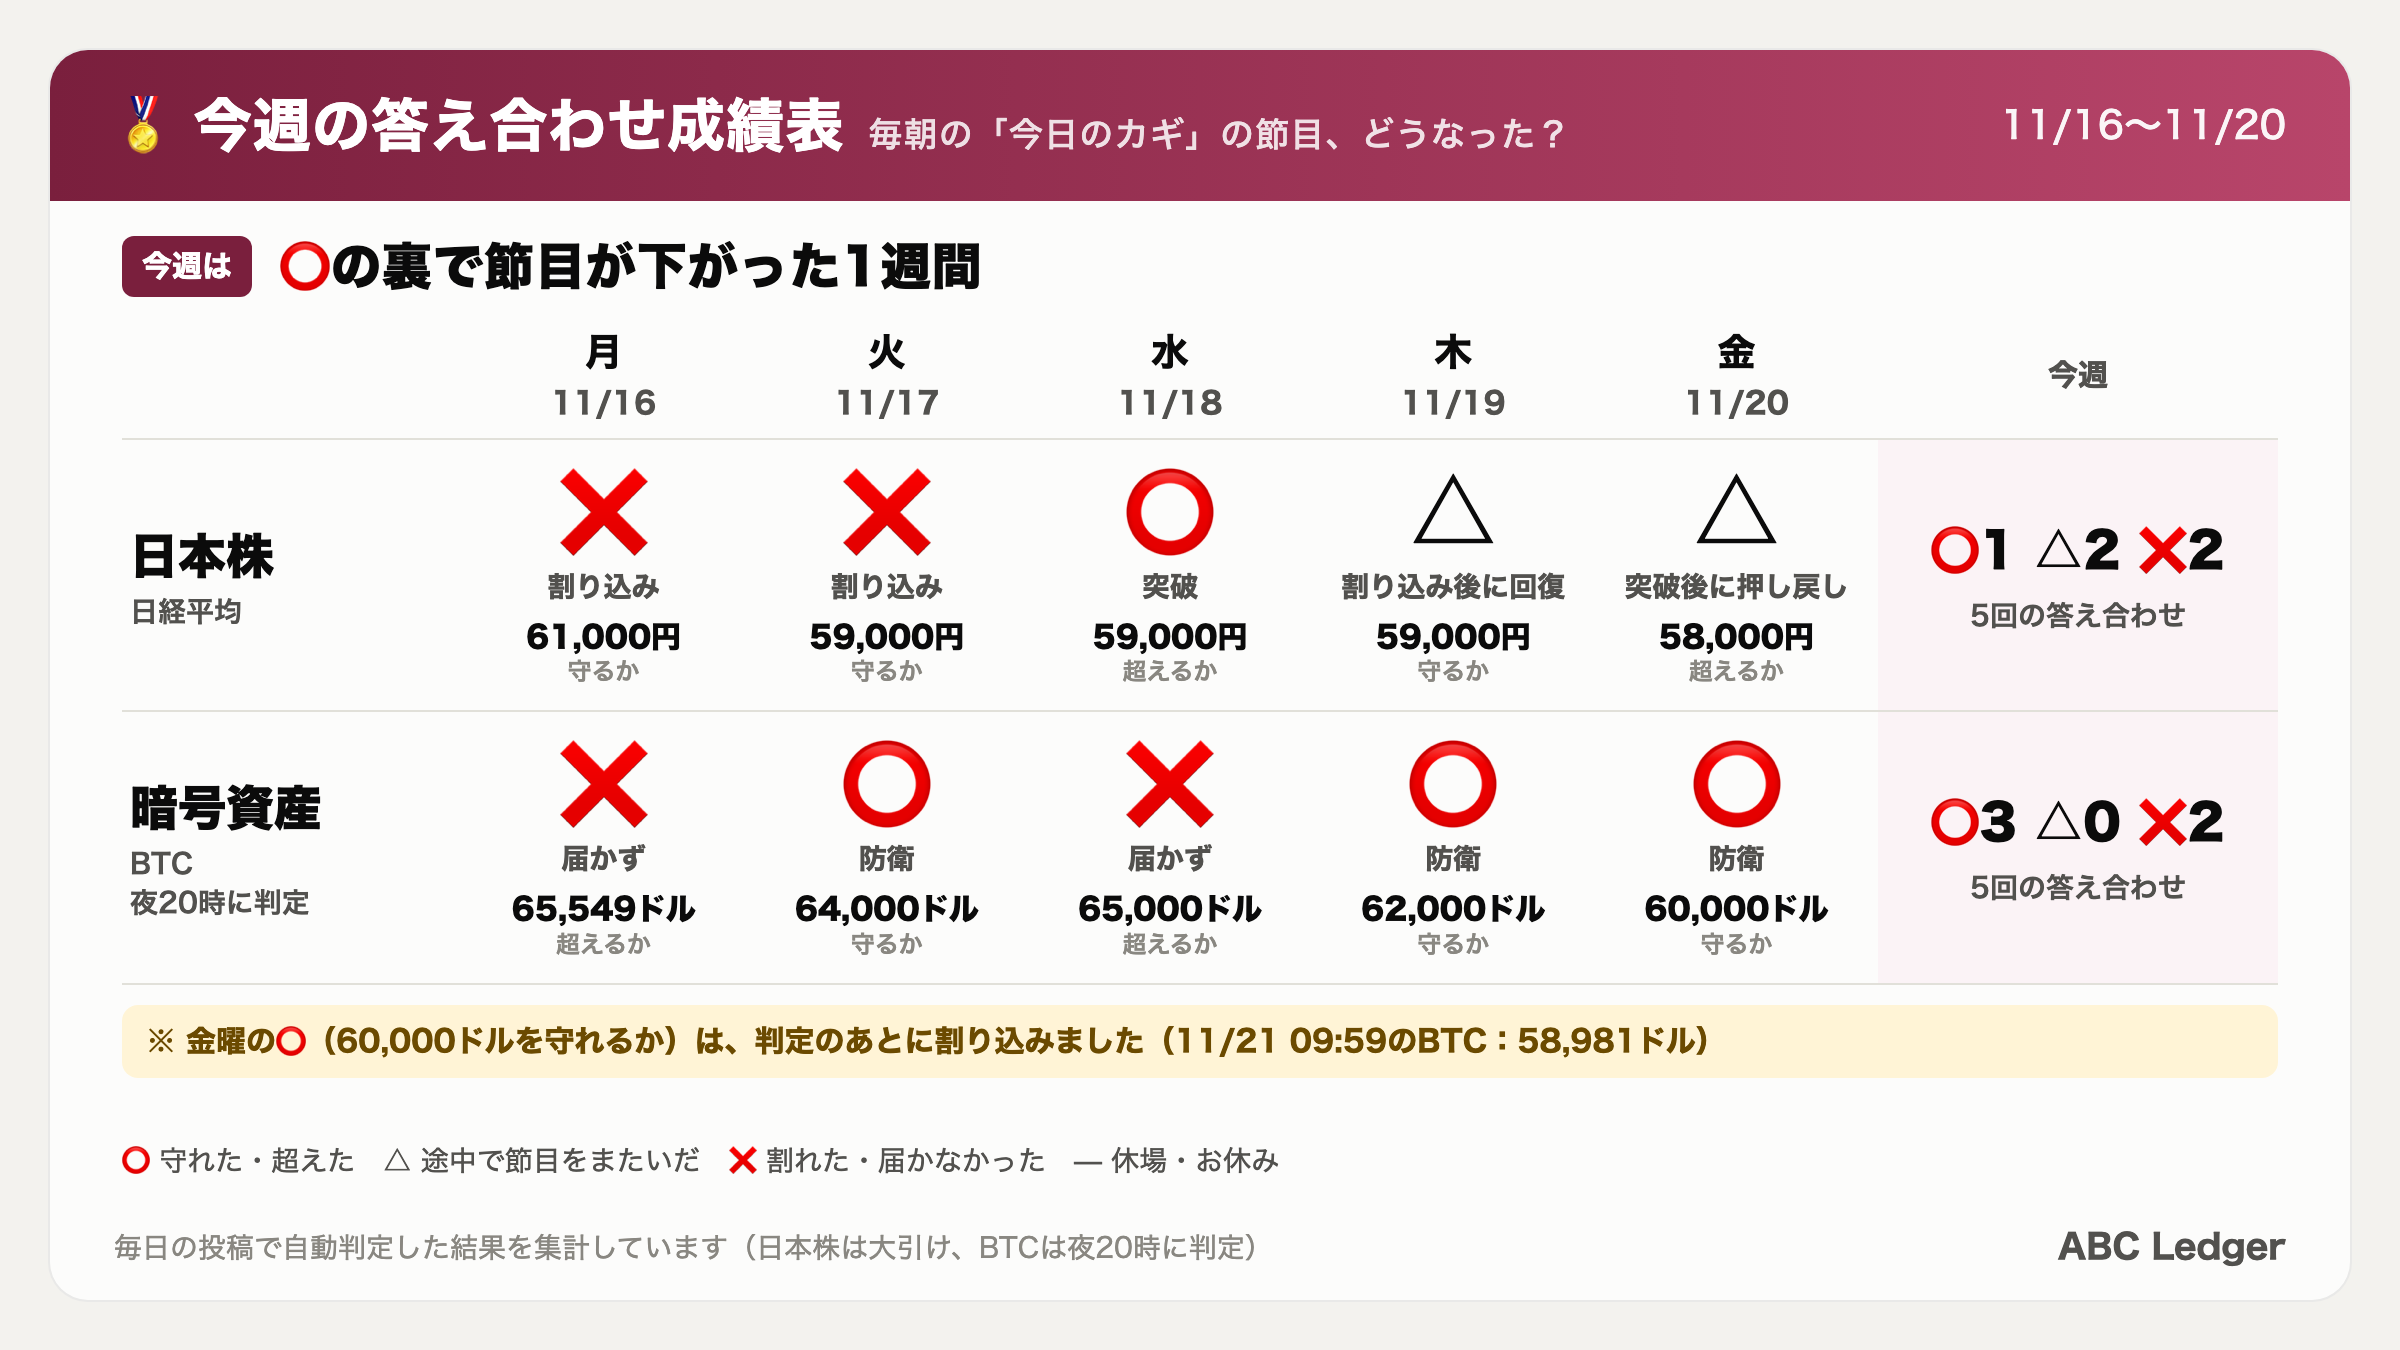 🏅 今週の答え合わせ成績表 毎朝の「今日のカギ」の節目、どうなった？ 11/16〜11/20
今週は ⭕の裏で節目が下がった1週間
月 火 水 木 金 今週
11/16 11/17 11/18 11/19 11/20
日本株
日経平均
❌ ❌ ⭕ △ △
割り込み 割り込み 突破 割り込み後に回復 突破後に押し戻し
61,000円 59,000円 59,000円 59,000円 58,000円
守るか 守るか 超えるか 守るか 超えるか
⭕1 △2 ❌2
5回の答え合わせ
暗号資産
BTC
夜20時に判定
❌ ⭕ ❌ ⭕ ⭕
届かず 防衛 届かず 防衛 防衛
65,549ドル 64,000ドル 65,000ドル 62,000ドル 60,000ドル
超えるか 守るか 超えるか 守るか 守るか
⭕3 △0 ❌2
5回の答え合わせ
※ 金曜の⭕（60,000ドルを守れるか）は、判定のあとに割り込みました（11/21 09:59のBTC：58,981ドル）
⭕ 守れた・超えた △ 途中で節目をまたいだ ❌ 割れた・届かなかった — 休場・お休み
毎日の投稿で自動判定した結果を集計しています（日本株は大引け、BTCは夜20時に判定）
ABC Ledger